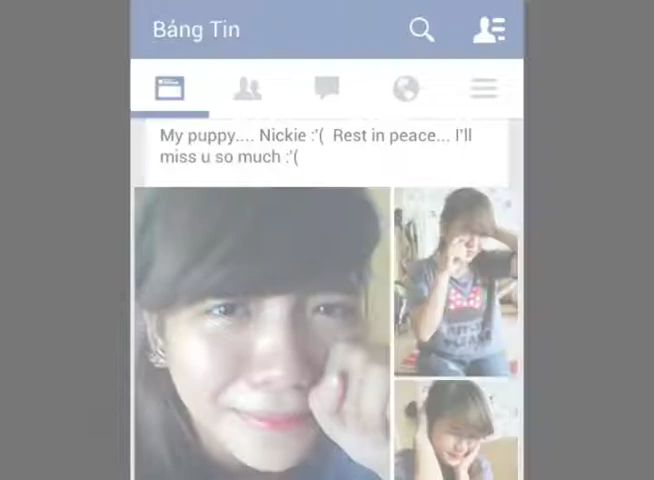 Bảng Tin
My puppy.... Nickie :'( Rest in peace... I'll
miss u so much :'(